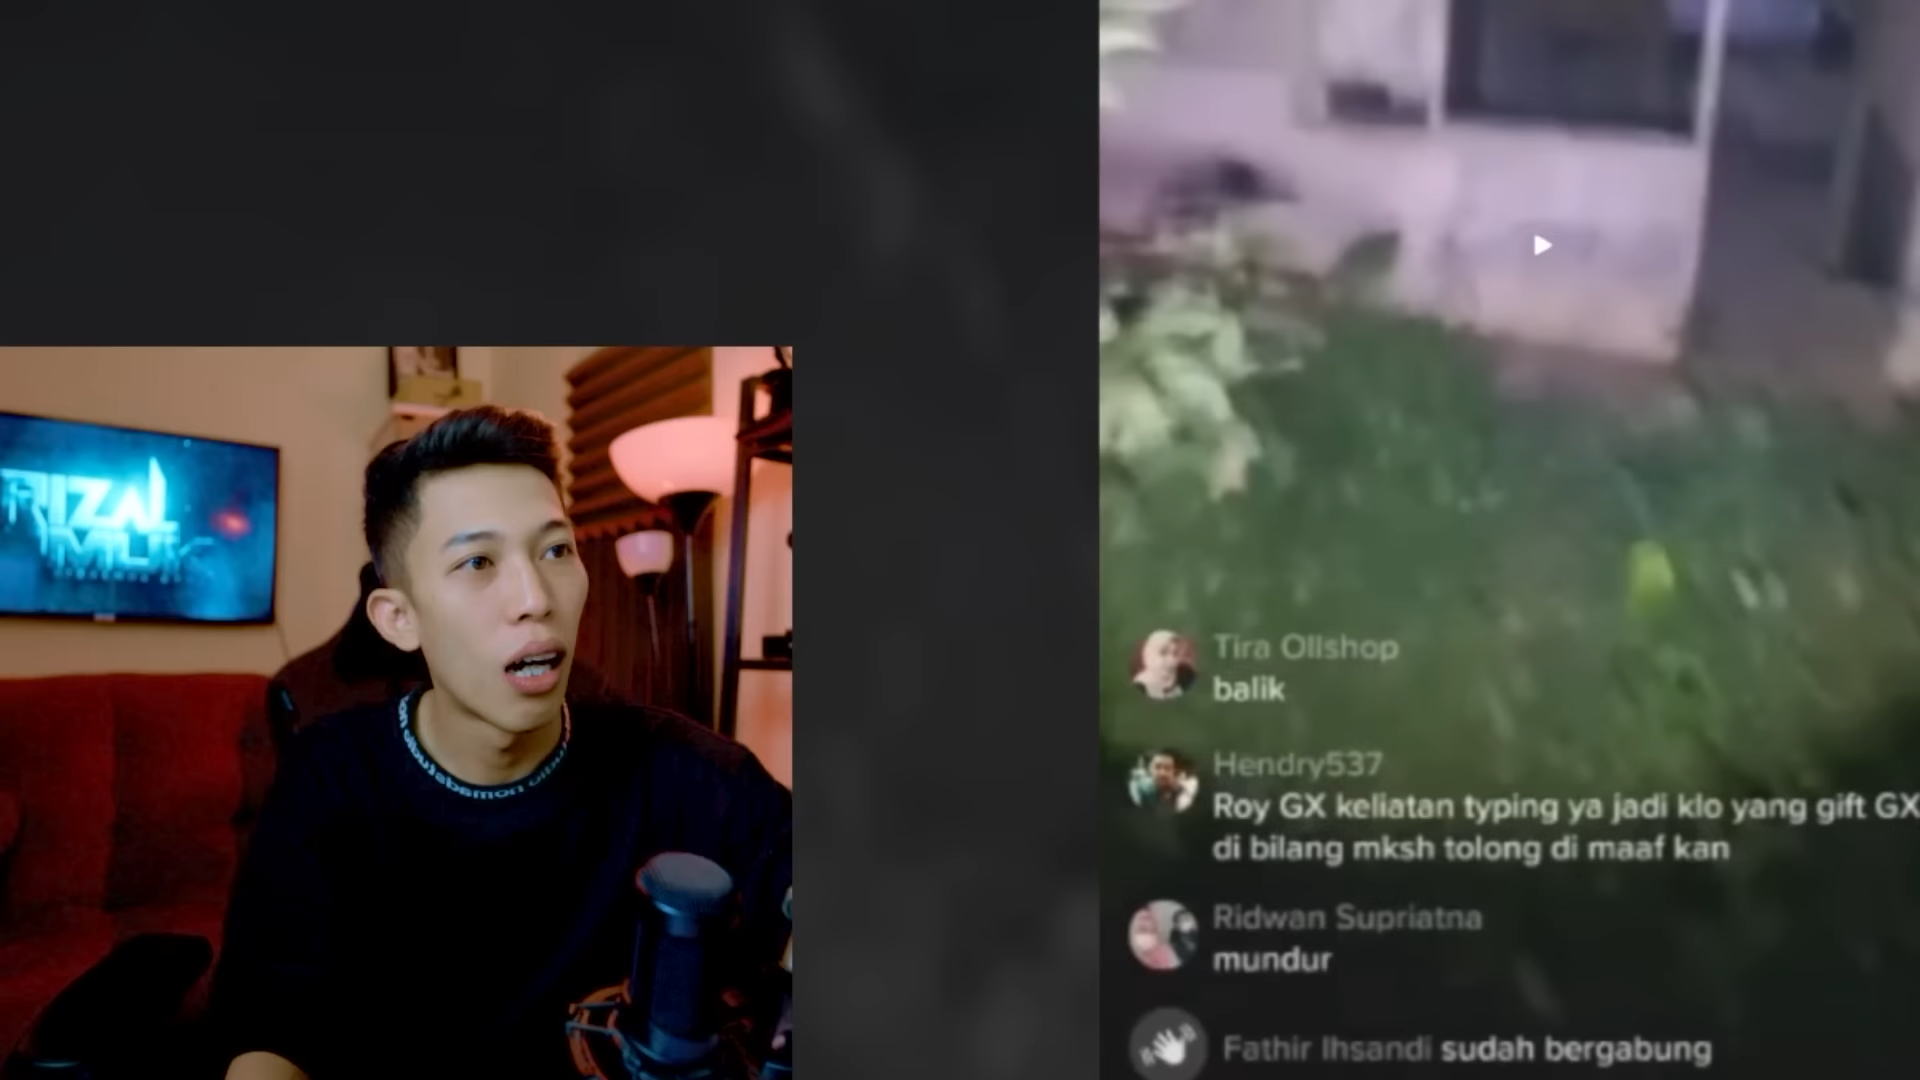 RIZAL
Tira Ollshop
balik
Hendry537
Roy GX keliatan typing ya jadi klo yang gift GX
di bilang mksh tolong di maaf kan
Ridwan Supriatna
mundur
Fathir Ihsandi sudah bergabung